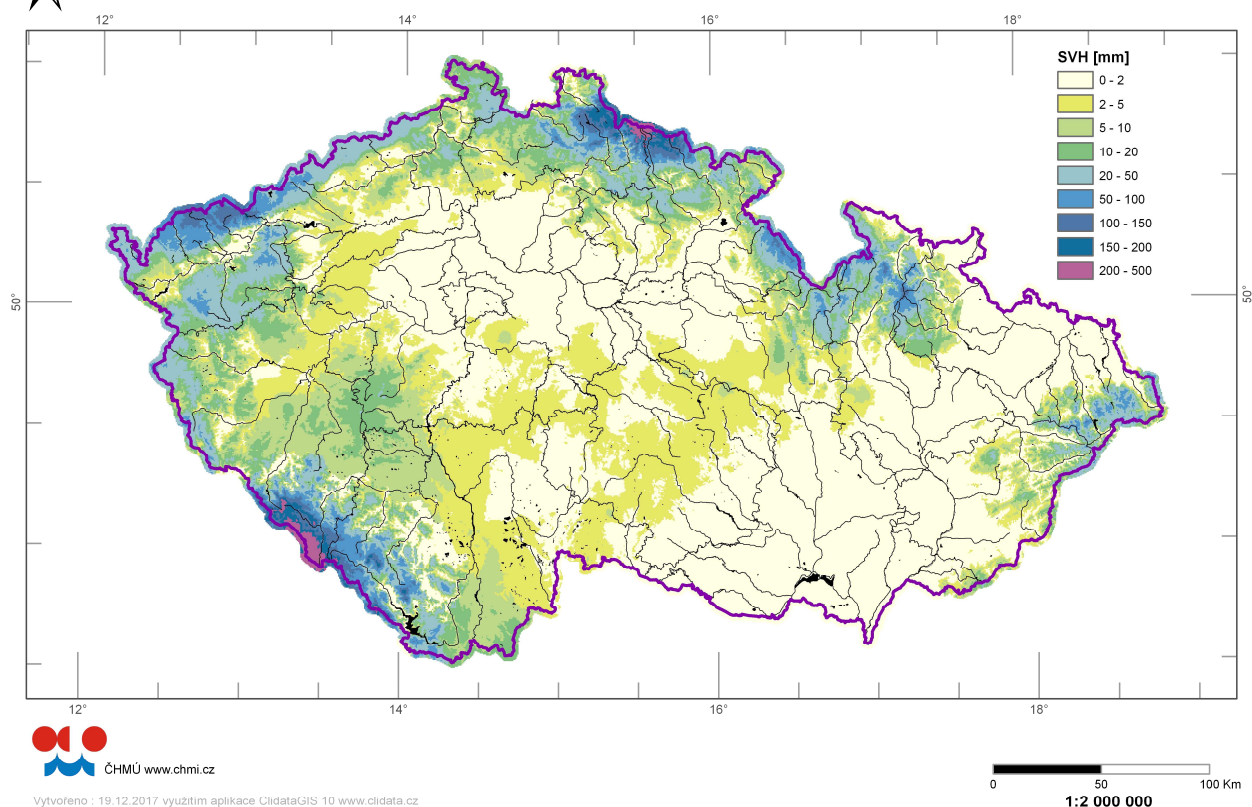 12° 14° 16° 18°
SVH [mm]
0 - 2
2 - 5
5 - 10
10 - 20
20 - 50
50 - 100
100 - 150
150 - 200
200 - 500
50° 50°
12° 14° 16° 18°
ČHMÚ www.chmi.cz
0 50 100 Km
1:2 000 000
Vytvořeno : 19.12.2017 využitím aplikace ClidataGIS 10 www.clidata.cz